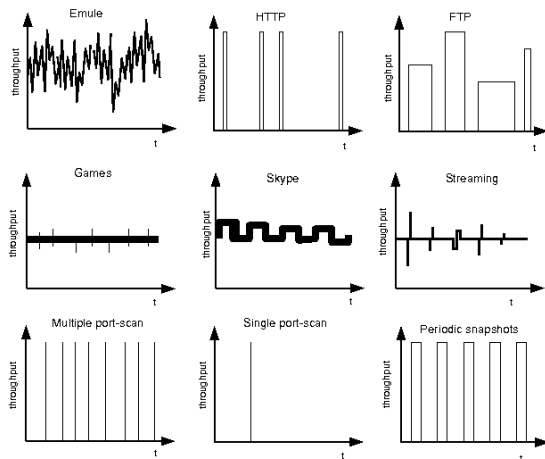 Emule
throughput
t
HTTP
throughput
t
FTP
throughput
t
Games
throughput
t
Skype
throughput
t
Streaming
throughput
t
Multiple port-scan
throughput
t
Single port-scan
throughput
t
Periodic snapshots
throughput
t